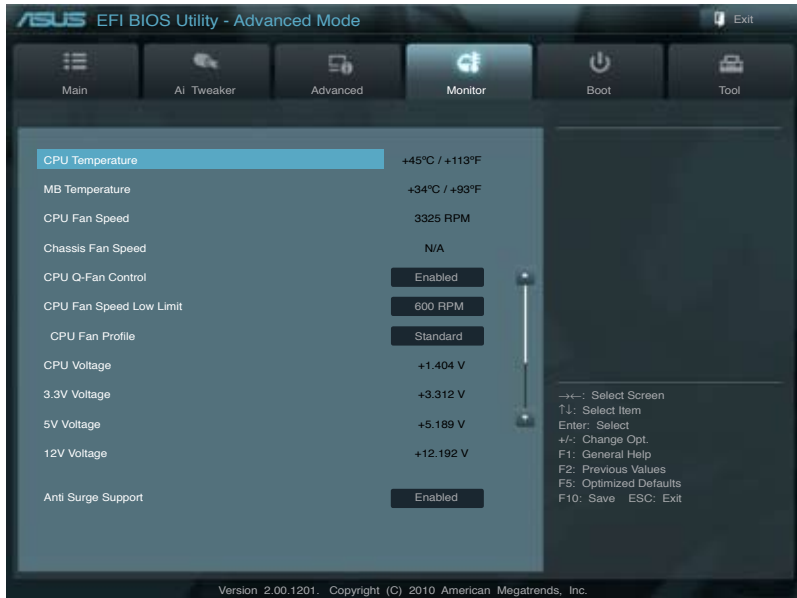 ASUS EFI BIOS Utility - Advanced Mode
Exit
Main
Ai Tweaker
Advanced
Monitor
Boot
Tool
CPU Temperature +45ºC / +113ºF
MB Temperature +34ºC / +93ºF
CPU Fan Speed 3325 RPM
Chassis Fan Speed N/A
CPU Q-Fan Control Enabled
CPU Fan Speed Low Limit 600 RPM
CPU Fan Profile Standard
CPU Voltage +1.404 V
3.3V Voltage +3.312 V
5V Voltage +5.189 V
12V Voltage +12.192 V
Anti Surge Support Enabled
→←: Select Screen
↑↓: Select Item
Enter: Select
+/-: Change Opt.
F1: General Help
F2: Previous Values
F5: Optimized Defaults
F10: Save ESC: Exit
Version 2.00.1201. Copyright (C) 2010 American Megatrends, Inc.